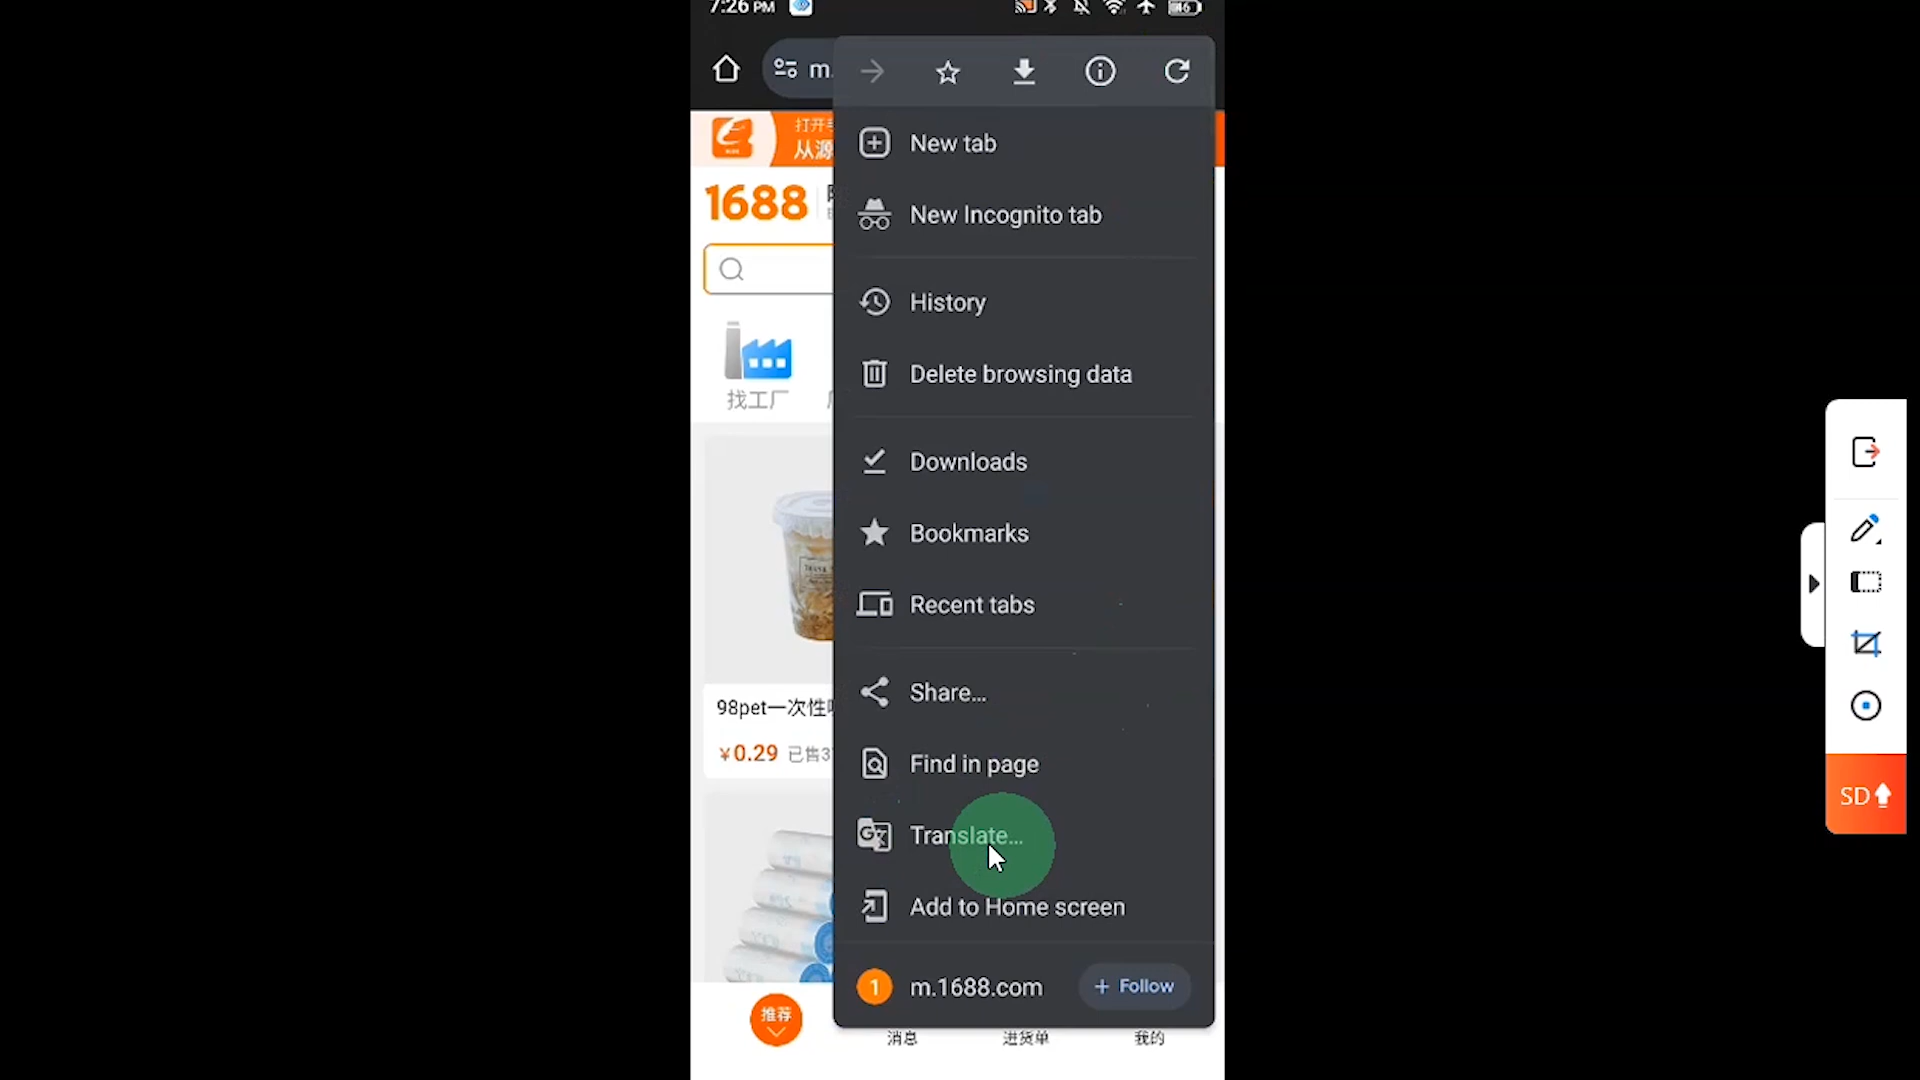 7:26 PM
46
m.
打开
从源
1688
New tab
New Incognito tab
History
Delete browsing data
找工厂
Downloads
Bookmarks
Recent tabs
Share...
98pet一次性
¥0.29 已售3
Find in page
Translate...
SD
Add to Home screen
1 m.1688.com + Follow
推荐
消息
进货单
我的